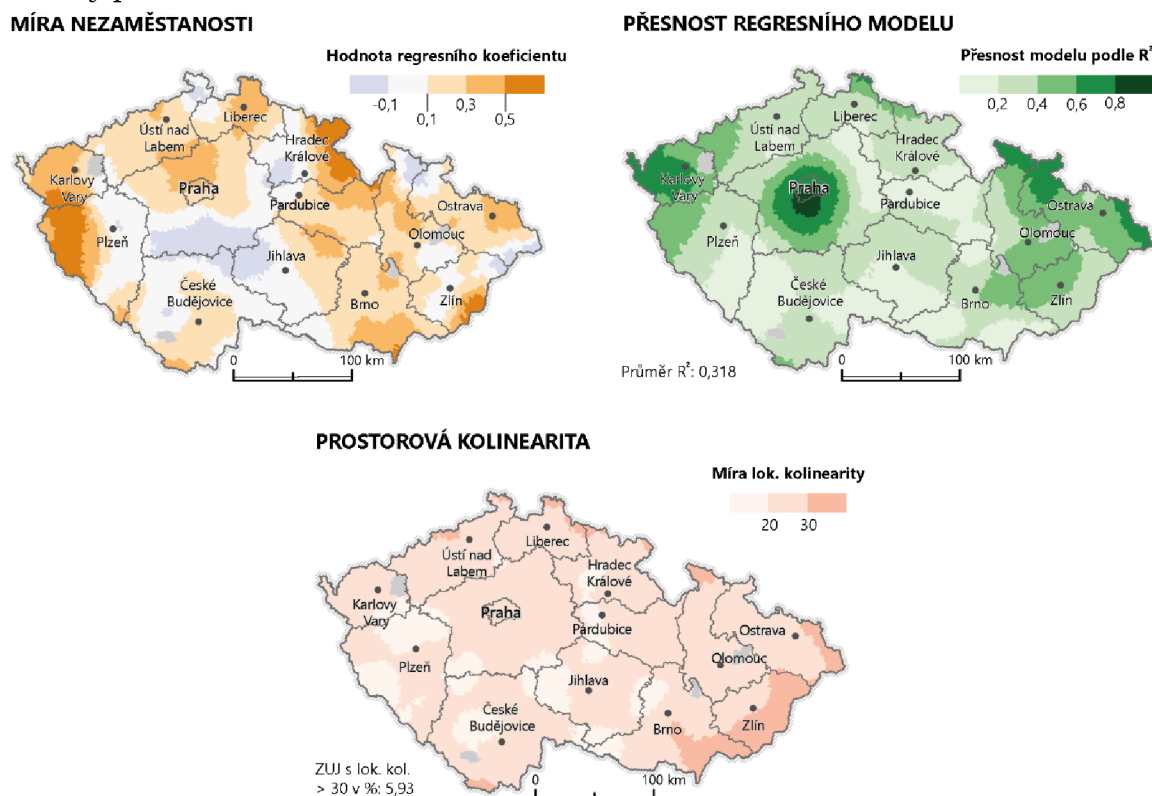 MÍRA NEZAMĚSTANOSTI
Hodnota regresního koeficientu
-0,1
0,3
0,1
0,5
Liberec
Ústí nad
Labem
Hradec
Králové
Karlovy
Vary
Praha
Pardubice
Ostrava
Plzeň
Olomouc
Jihlava
České
Budějovice
Brno
Zlín
0
100 km
PŘESNOST REGRESNÍHO MODELU
Přesnost modelu podle R²
0,2
0,4
0,6
0,8
Liberec
Ústí nad
Labem
Hradec
Králové
Karlovy
Vary
Praha
Pardubice
Ostrava
Plzeň
Olomouc
Jihlava
České
Budějovice
Brno
Zlín
0
100 km
Průměr R²: 0,318
PROSTOROVÁ KOLINEARITA
Míra lok. kolinearity
20
30
Liberec
Ústí nad
Labem
Hradec
Králové
Karlovy
Vary
Praha
Pardubice
Ostrava
Plzeň
Olomouc
Jihlava
České
Budějovice
Brno
Zlín
ZUJ s lok. kol.
> 30 v %: 5,93
0
100 km